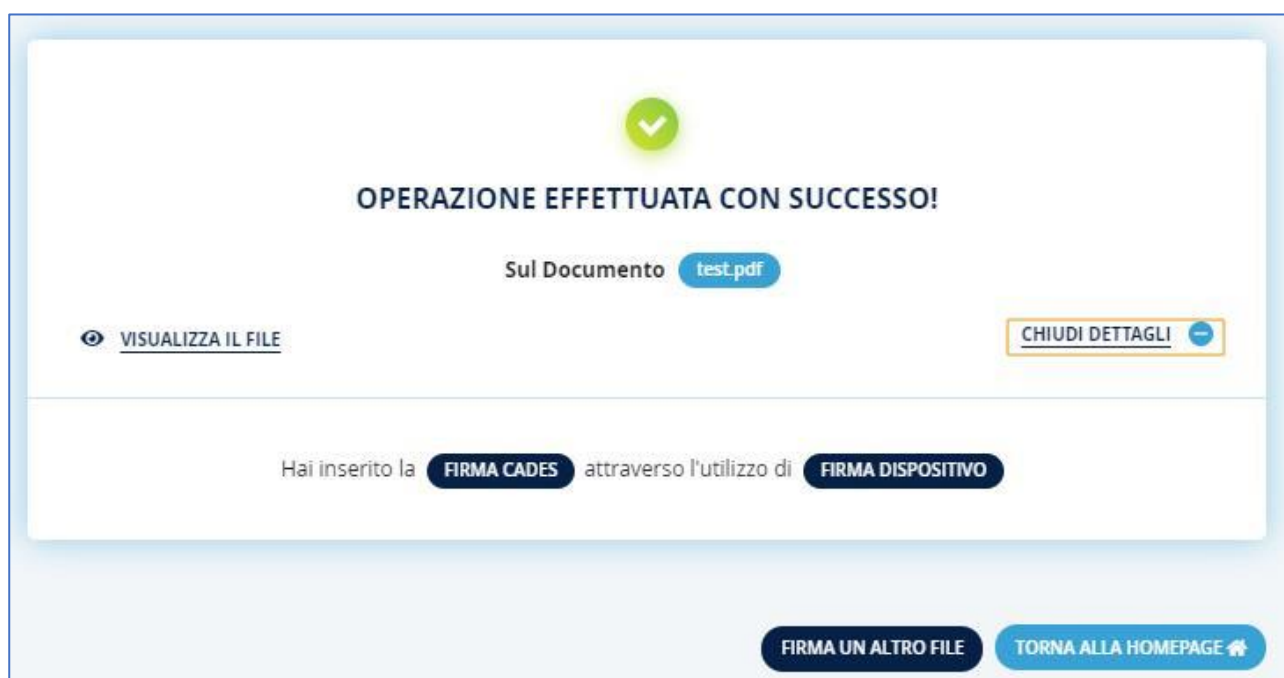 OPERAZIONE EFFETTUATA CON SUCCESSO!
Sul Documento test.pdf
VISUALIZZA IL FILE
CHIUDI DETTAGLI
Hai inserito la FIRMA CADES attraverso l'utilizzo di FIRMA DISPOSITIVO
FIRMA UN ALTRO FILE
TORNA ALLA HOMEPAGE